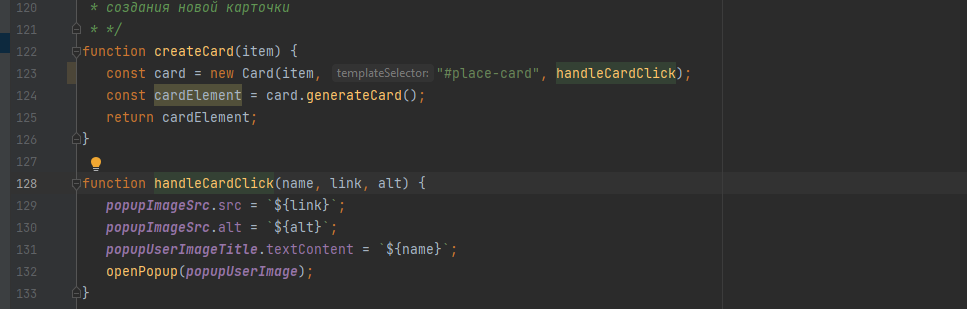 120 * создания новой карточки
121 * */
122 function createCard(item) {
123 const card = new Card(item, templateSelector: "#place-card", handleCardClick);
124 const cardElement = card.generateCard();
125 return cardElement;
126 }
127
128 function handleCardClick(name, link, alt) {
129 popupImageSrc.src = `${link}`;
130 popupImageSrc.alt = `${alt}`;
131 popupUserImageTitle.textContent = `${name}`;
132 openPopup(popupUserImage);
133 }